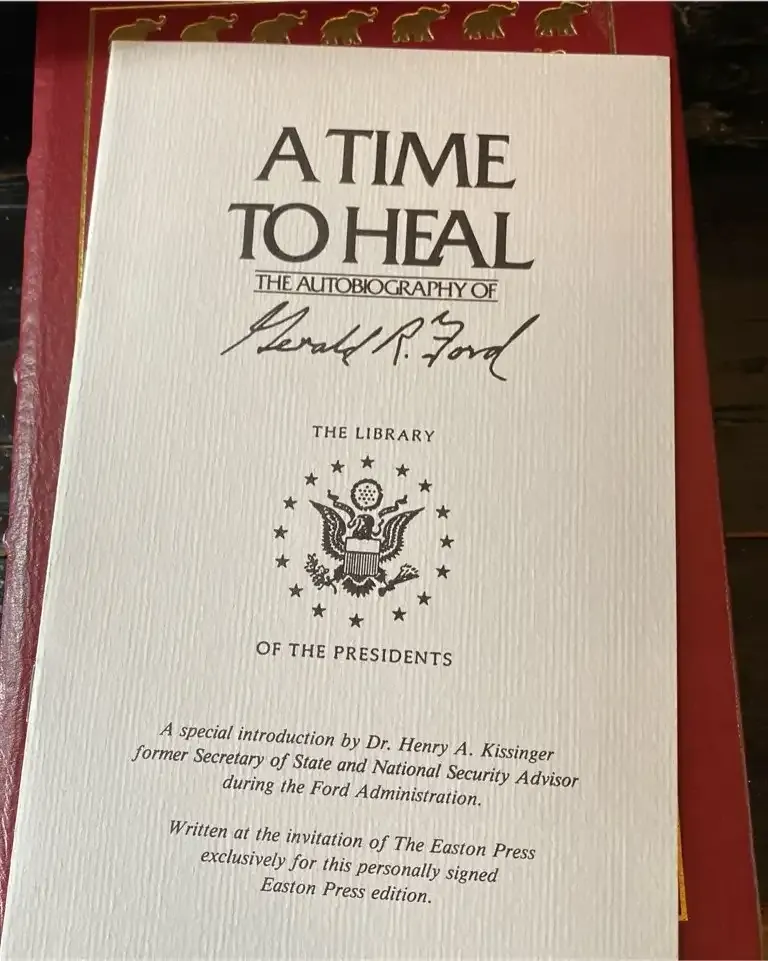 A TIME
TO HEAL
THE AUTOBIOGRAPHY OF
Gerald R. Ford
THE LIBRARY
OF THE PRESIDENTS
A special introduction by Dr. Henry A. Kissinger
former Secretary of State and National Security Advisor
during the Ford Administration.
Written at the invitation of The Easton Press
exclusively for this personally signed
Easton Press edition.